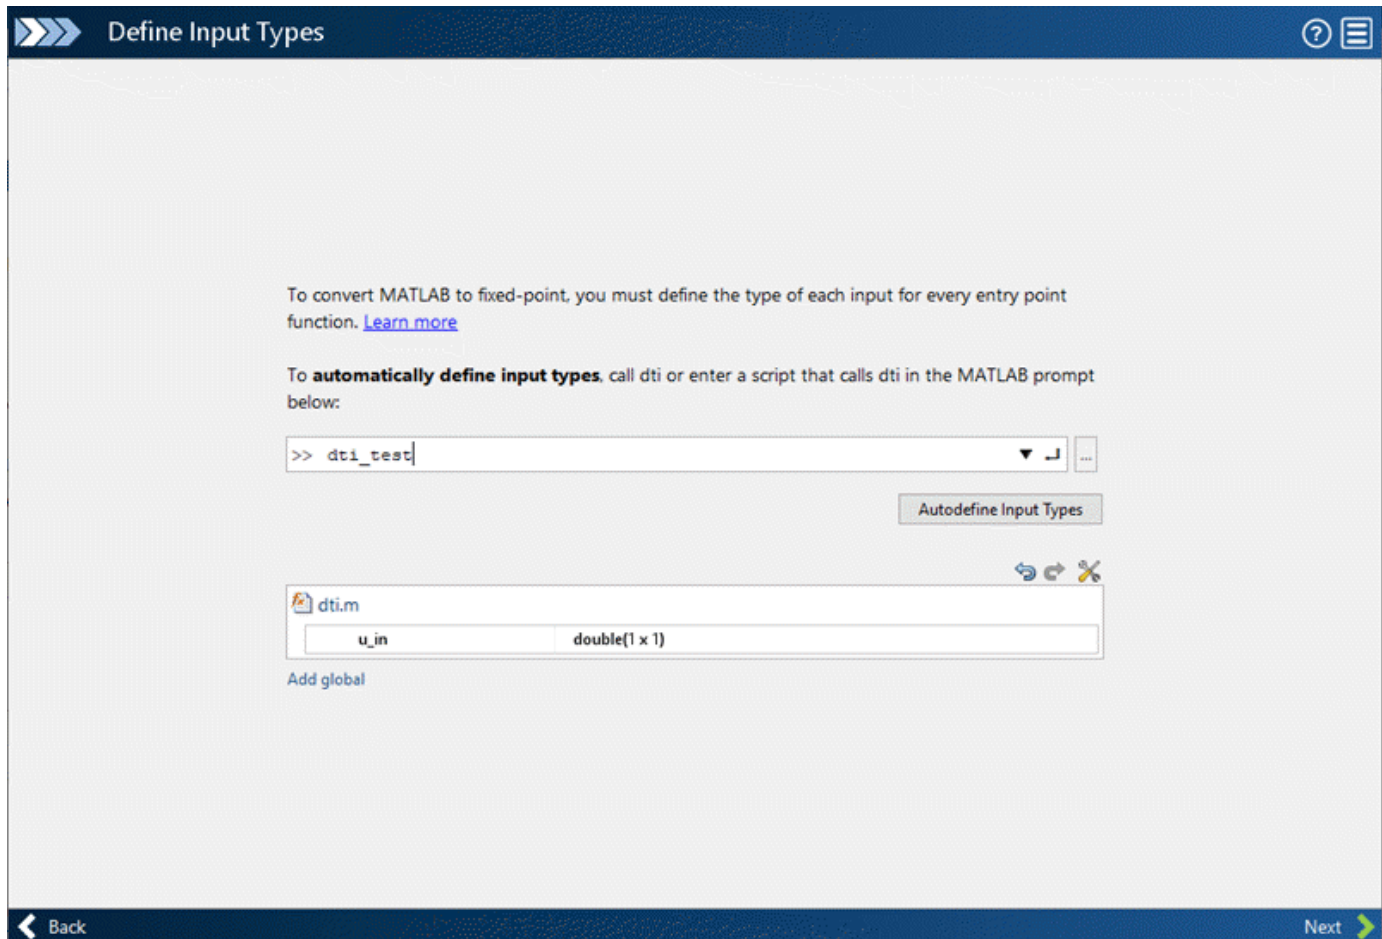 Define Input Types
To convert MATLAB to fixed-point, you must define the type of each input for every entry point
function. Learn more
To automatically define input types, call dti or enter a script that calls dti in the MATLAB prompt
below:
>> dti_test
...
Autodefine Input Types
dti.m
u_in double(1 x 1)
Add global
Back Next